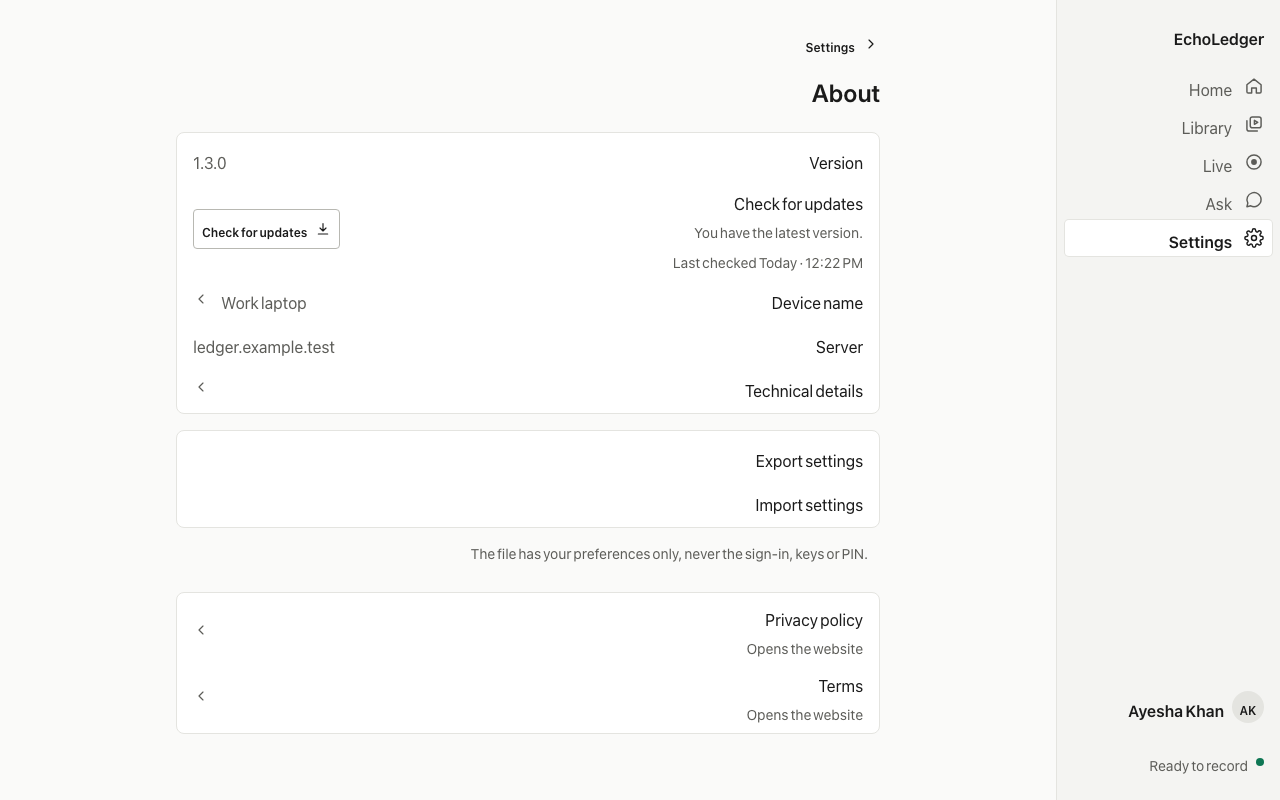 EchoLedger
Home
Library
Live
Ask
Settings
Ayesha Khan
AK
Ready to record
Settings
About
Version
1.3.0
Check for updates
You have the latest version.
Last checked Today · 12:22 PM
Check for updates
Device name
Work laptop
Server
ledger.example.test
Technical details
Export settings
Import settings
The file has your preferences only, never the sign-in, keys or PIN.
Privacy policy
Opens the website
Terms
Opens the website